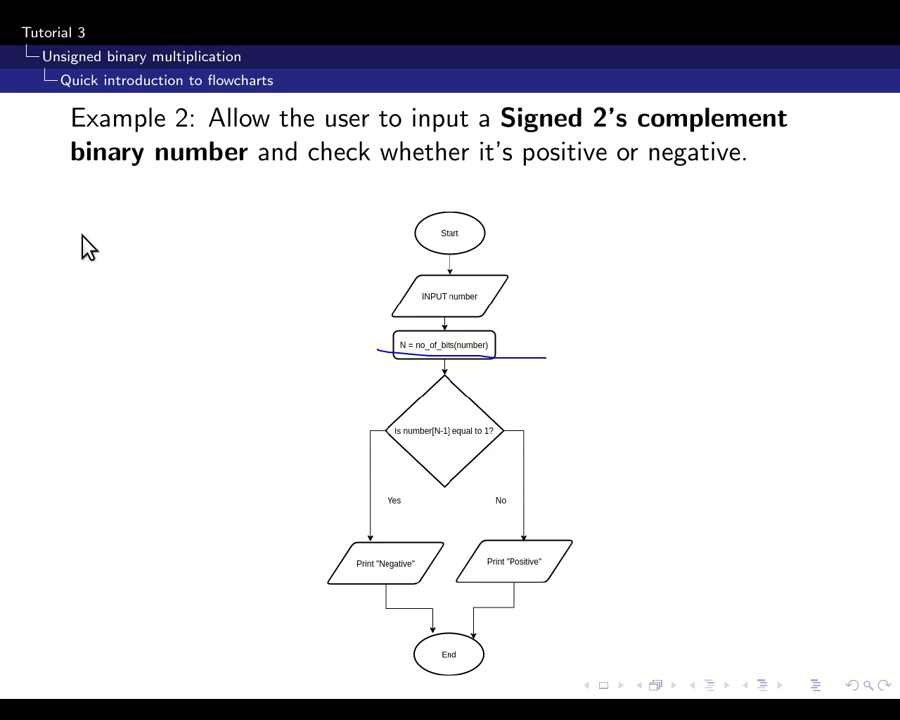 Tutorial 3
Unsigned binary multiplication
Quick introduction to flowcharts
Example 2: Allow the user to input a Signed 2's complement
binary number and check whether it's positive or negative.
Start
INPUT number
N = no_of_bits(number)
Is number[N-1] equal to 1?
Yes
No
Print "Negative"
Print "Positive"
End